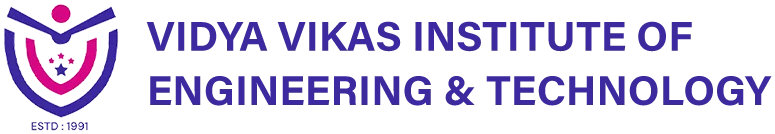 VIDYA VIKAS INSTITUTE OF
ENGINEERING & TECHNOLOGY
ESTD : 1991